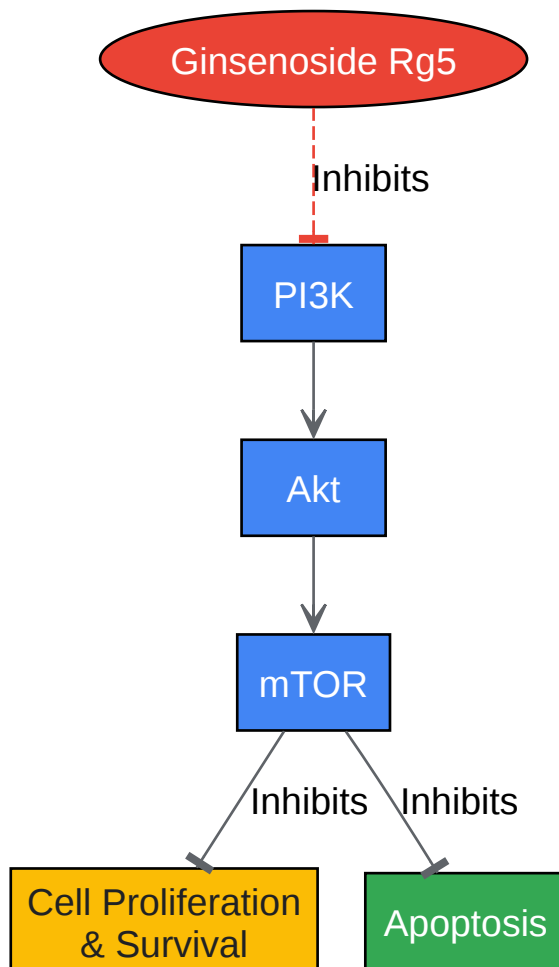 Ginsenoside Rg5
Inhibits
PI3K
Akt
mTOR
Inhibits
Inhibits
Cell Proliferation
& Survival
Apoptosis